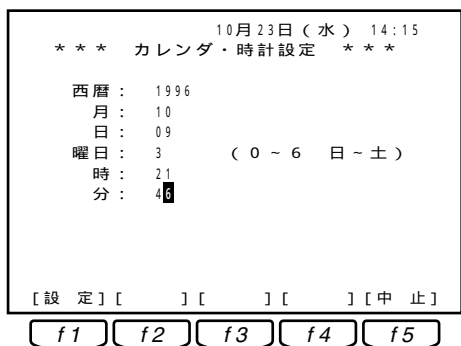 10月23日(水) 14:15
*** カレンダ・時計設定 ***
西暦: 1996
月: 10
日: 09
曜日: 3 (0~6 日~土)
時: 21
分: 46
[設 定][ ][ ][ ][中 止]
f1 f2 f3 f4 f5